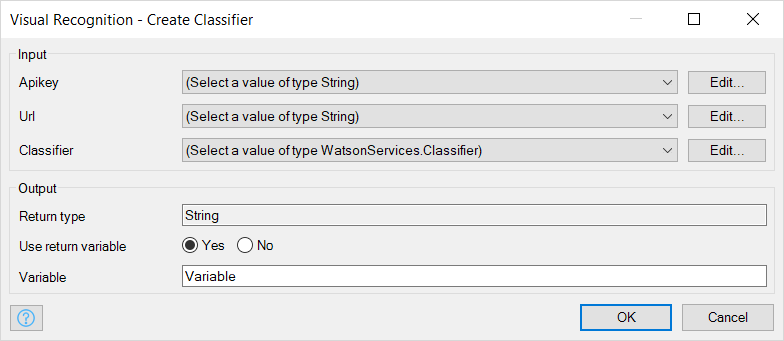 Visual Recognition - Create Classifier
Input
Apikey (Select a value of type String) Edit...
Url (Select a value of type String) Edit...
Classifier (Select a value of type WatsonServices.Classifier) Edit...
Output
Return type String
Use return variable Yes No
Variable Variable
? OK Cancel